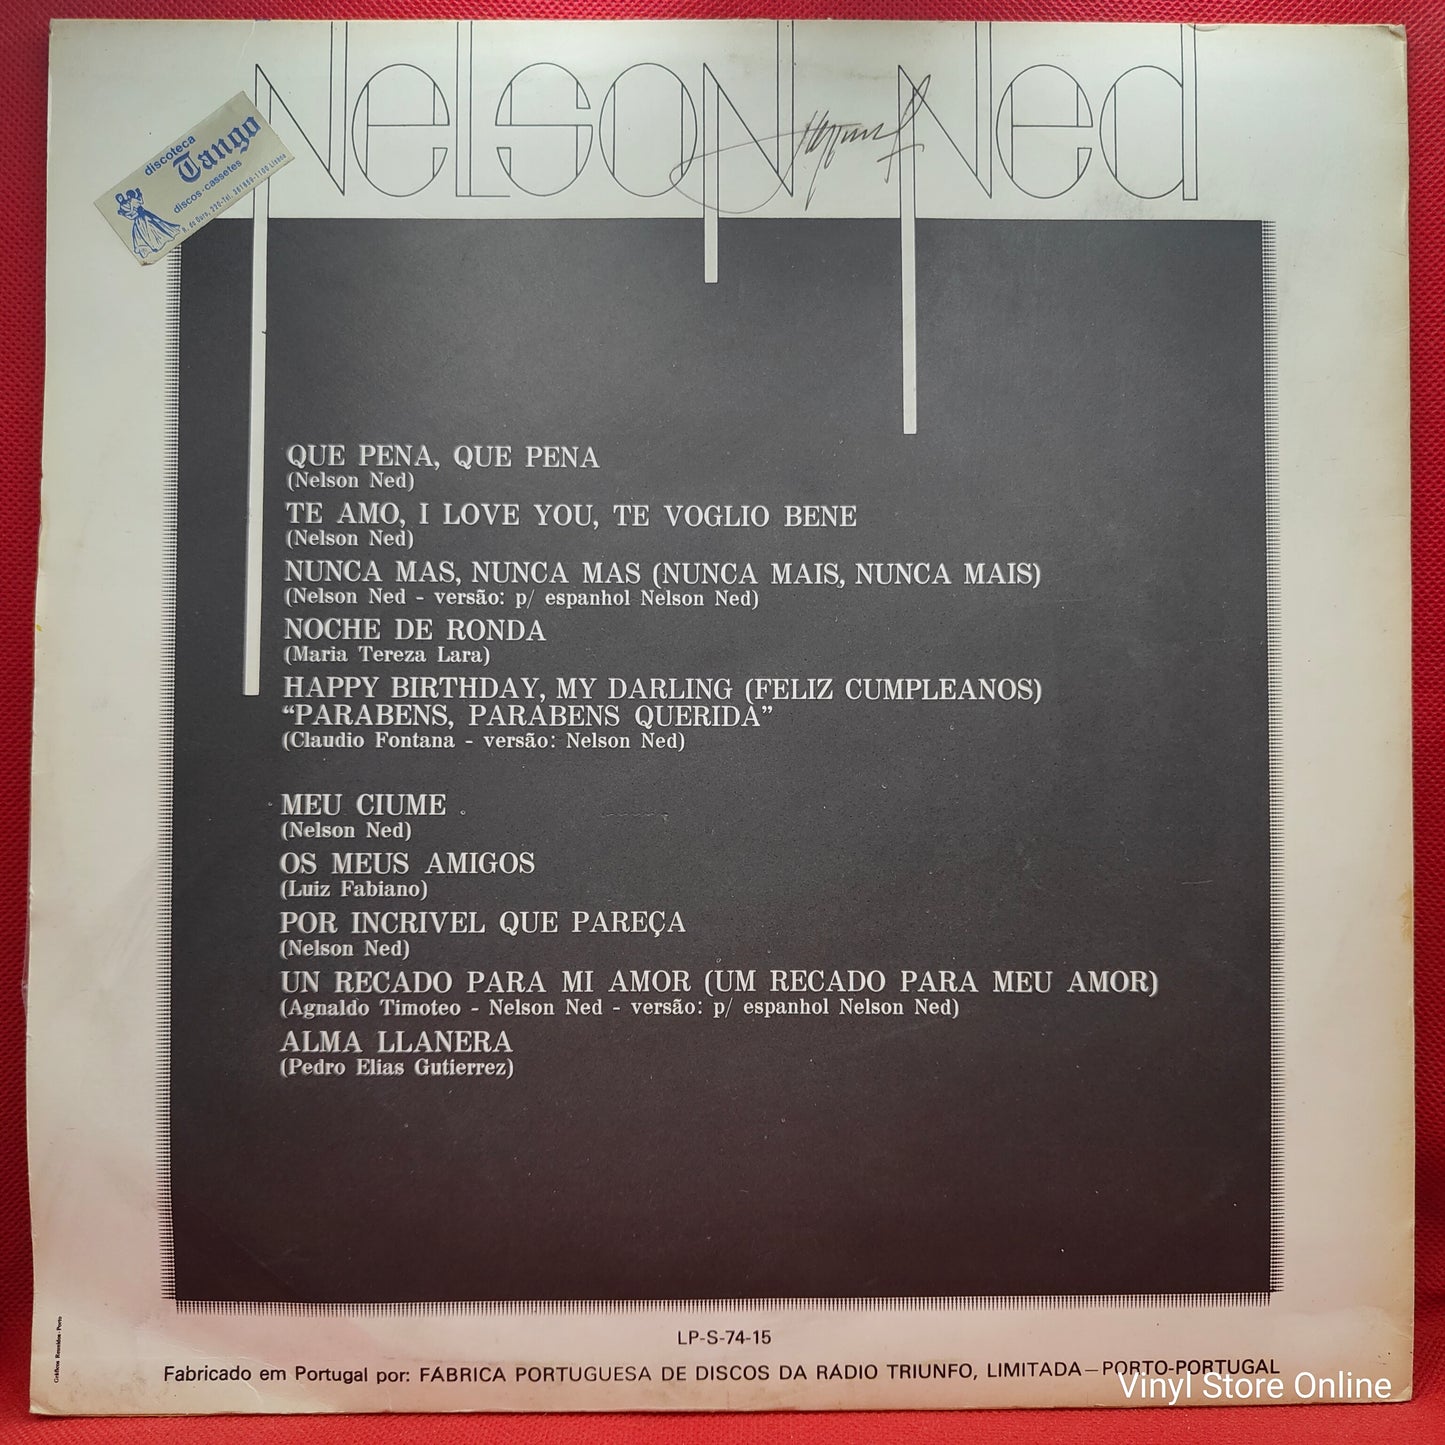 Nelson Ned
discoteca
Tango
discos-cassetes
QUE PENA, QUE PENA
(Nelson Ned)
TE AMO, I LOVE YOU, TE VOGLIO BENE
(Nelson Ned)
NUNCA MAS, NUNCA MAS (NUNCA MAIS, NUNCA MAIS)
(Nelson Ned - versão: p/ espanhol Nelson Ned)
NOCHE DE RONDA
(Maria Tereza Lara)
HAPPY BIRTHDAY, MY DARLING (FELIZ CUMPLEANOS)
“PARABENS, PARABENS QUERIDA”
(Claudio Fontana - versão: Nelson Ned)
MEU CIUME
(Nelson Ned)
OS MEUS AMIGOS
(Luiz Fabiano)
POR INCRIVEL QUE PAREÇA
(Nelson Ned)
UN RECADO PARA MI AMOR (UM RECADO PARA MEU AMOR)
(Agnaldo Timoteo - Nelson Ned - versão: p/ espanhol Nelson Ned)
ALMA LLANERA
(Pedro Elias Gutierrez)
LP-S-74-15
Fabricado em Portugal por: FÁBRICA PORTUGUESA DE DISCOS DA RÁDIO TRIUNFO, LIMITADA—PORTO-PORTUGAL
Vinyl Store Online